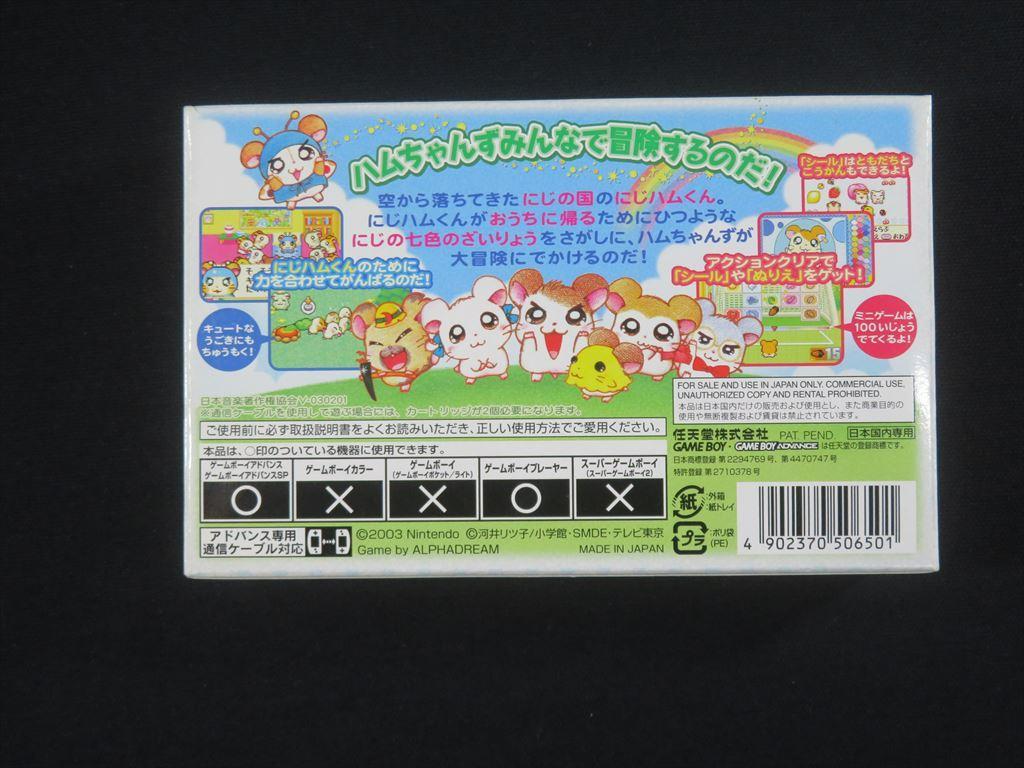 ハムちゃんずみんなで冒険するのだ!
「シール」はともだちと
こうかんもできるよ!
空から落ちてきたにじの国のにじハムくん。
にじハムくんがおうちに帰るためにひつような
にじの七色のざいりょうをさがしに、ハムちゃんずが
大冒険にでかけるのだ!
にじハムくんのために
力を合わせてがんばるのだ!
アクションクリアで
「シール」や「ぬりえ」をゲット!
キュートな
うごきにも
ちゅうもく!
ミニゲームは
100いじょう
でてくるよ!
15
日本音楽著作権協会V-030201
※通信ケーブルを使用して遊ぶ場合には、カートリッジが2個必要になります。
ご使用前に必ず取扱説明書をよくお読みいただき、正しい使用方法でご愛用ください。
本品は、○印のついている機器に使用できます。
ゲームボーイアドバンス
ゲームボーイアドバンスSP
ゲームボーイカラー
ゲームボーイ
(ゲームボーイポケット/ライト)
ゲームボーイプレーヤー
スーパーゲームボーイ
(スーパーゲームボーイ2)
○ × × ○ ×
アドバンス専用
通信ケーブル対応
©2003 Nintendo ©河井リツ子/小学館・SMDE・テレビ東京
Game by ALPHADREAM
MADE IN JAPAN
FOR SALE AND USE IN JAPAN ONLY. COMMERCIAL USE,
UNAUTHORIZED COPY AND RENTAL PROHIBITED.
本品は日本国内だけの販売および使用とし、また商業目的の
使用や無断複製および賃貸は禁止されています。
任天堂株式会社 PAT. PEND. 日本国内専用
GAME BOY・GAME BOY ADVANCE は任天堂の登録商標です。
日本商標登録 第2294769号、第4470747号
特許登録 第2710378号
紙 :外箱
:紙トレイ
プラ :ポリ袋
(PE)
4 902370 506501